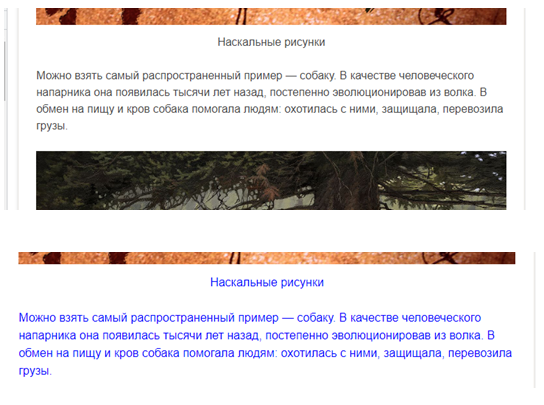 Наскальные рисунки
Можно взять самый распространенный пример — собаку. В качестве человеческого
напарника она появилась тысячи лет назад, постепенно эволюционировав из волка. В
обмен на пищу и кров собака помогала людям: охотилась с ними, защищала, перевозила
грузы.
Наскальные рисунки
Можно взять самый распространенный пример — собаку. В качестве человеческого
напарника она появилась тысячи лет назад, постепенно эволюционировав из волка. В
обмен на пищу и кров собака помогала людям: охотилась с ними, защищала, перевозила
грузы.